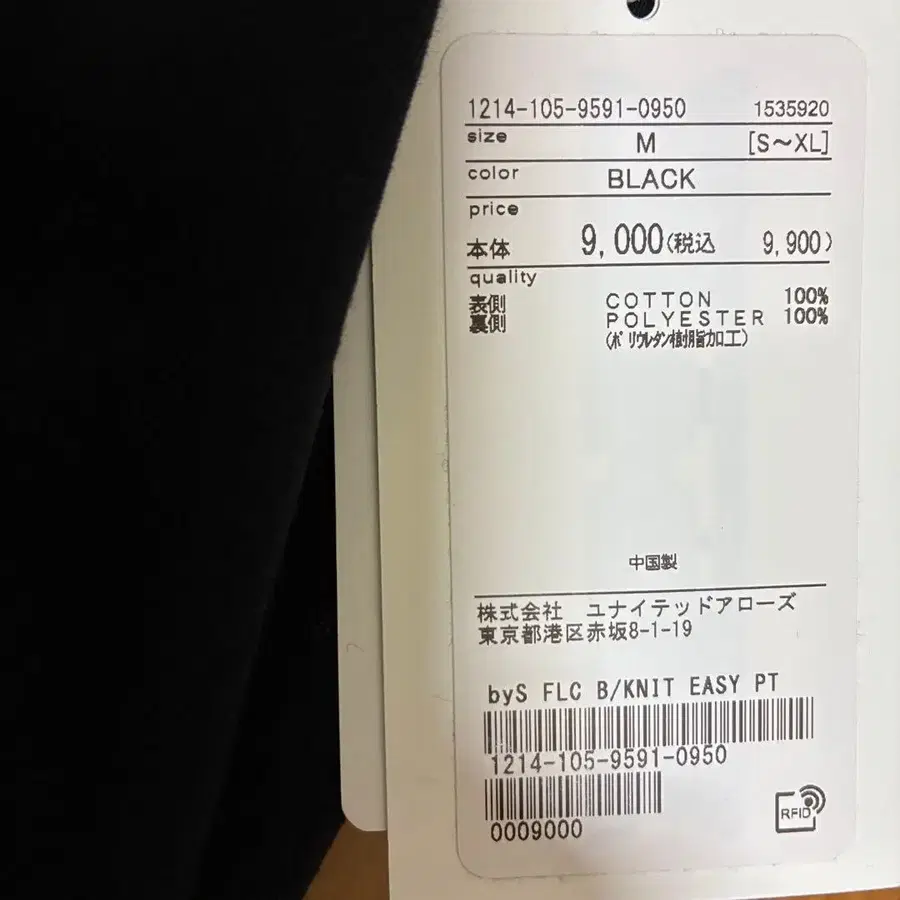 1214-105-9591-0950 1535920
size M [S～XL]
color BLACK
price
本体 9,000(税込 9,900)
quality
表側 COTTON 100%
裏側 POLYESTER 100%
(ポリウレタン樹脂加工)
中国製
株式会社 ユナイテッドアローズ
東京都港区赤坂8-1-19
byS FLC B/KNIT EASY PT
1214-105-9591-0950
0009000
RFID